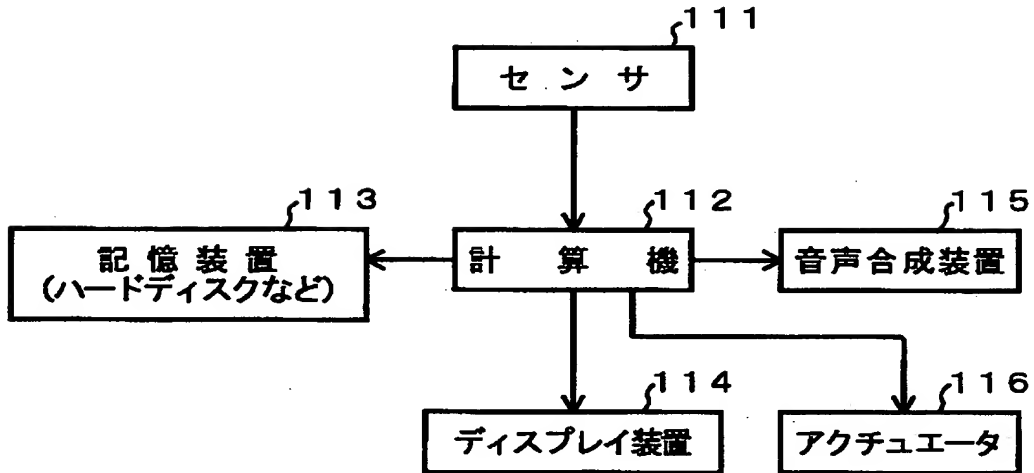 111
センサ
113
112
115
記憶装置
(ハードディスクなど)
計算機
音声合成装置
114
116
ディスプレイ装置
アクチュエータ